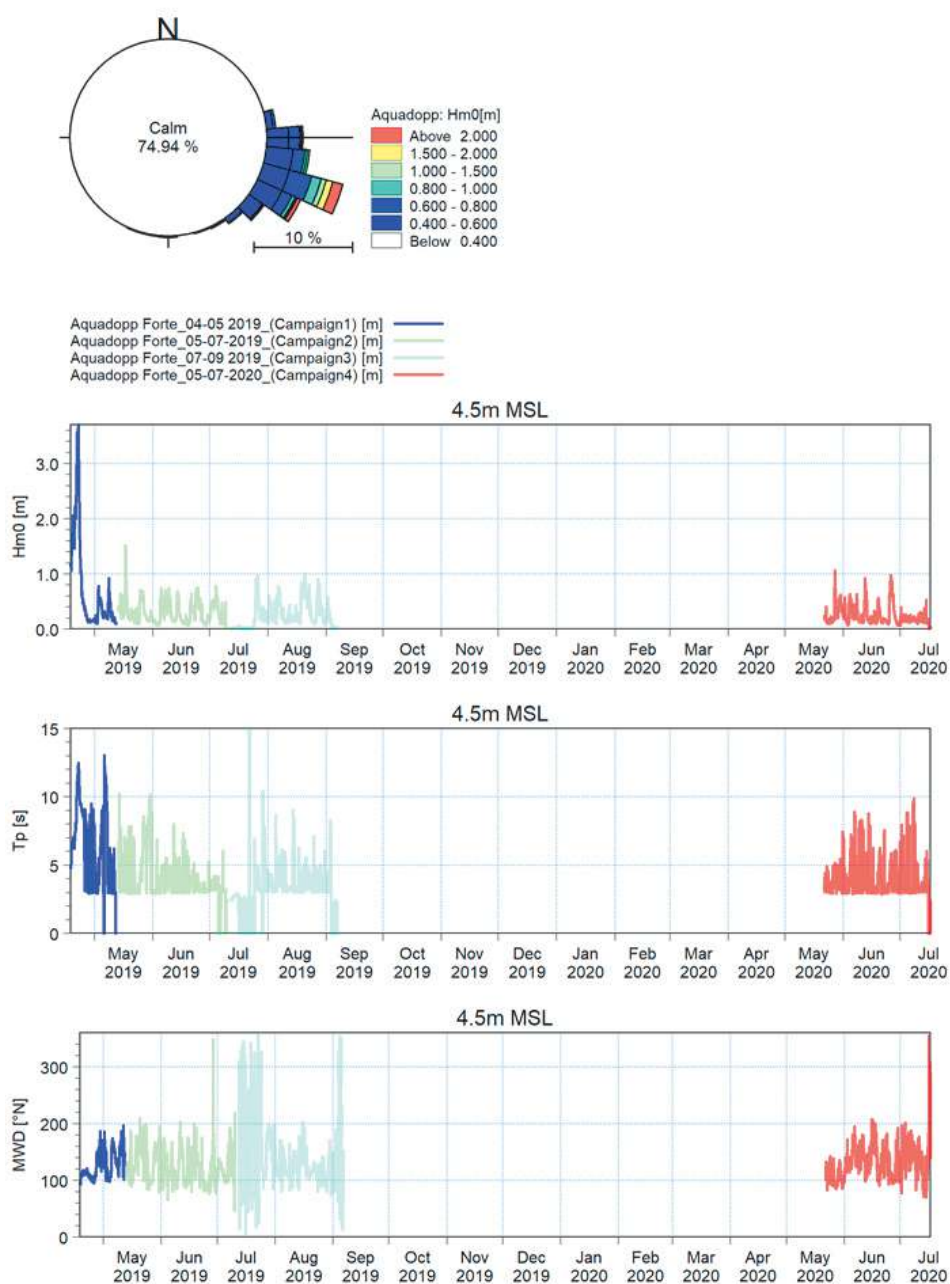 N
Calm
74.94 %
10 %
Aquadopp: Hm0[m]
Above 2.000
1.500 - 2.000
1.000 - 1.500
0.800 - 1.000
0.600 - 0.800
0.400 - 0.600
Below 0.400
Aquadopp Forte_04-05 2019_(Campaign1) [m]
Aquadopp Forte_05-07-2019_(Campaign2) [m]
Aquadopp Forte_07-09 2019_(Campaign3) [m]
Aquadopp Forte_05-07-2020_(Campaign4) [m]
4.5m MSL
Hm0 [m]
3.0
2.0
1.0
0.0
May Jun Jul Aug Sep Oct Nov Dec Jan Feb Mar Apr May Jun Jul
2019 2019 2019 2019 2019 2019 2019 2019 2020 2020 2020 2020 2020 2020 2020
4.5m MSL
Tp [s]
15
10
5
0
May Jun Jul Aug Sep Oct Nov Dec Jan Feb Mar Apr May Jun Jul
2019 2019 2019 2019 2019 2019 2019 2019 2020 2020 2020 2020 2020 2020 2020
4.5m MSL
MWD [°N]
300
200
100
0
May Jun Jul Aug Sep Oct Nov Dec Jan Feb Mar Apr May Jun Jul
2019 2019 2019 2019 2019 2019 2019 2019 2020 2020 2020 2020 2020 2020 2020